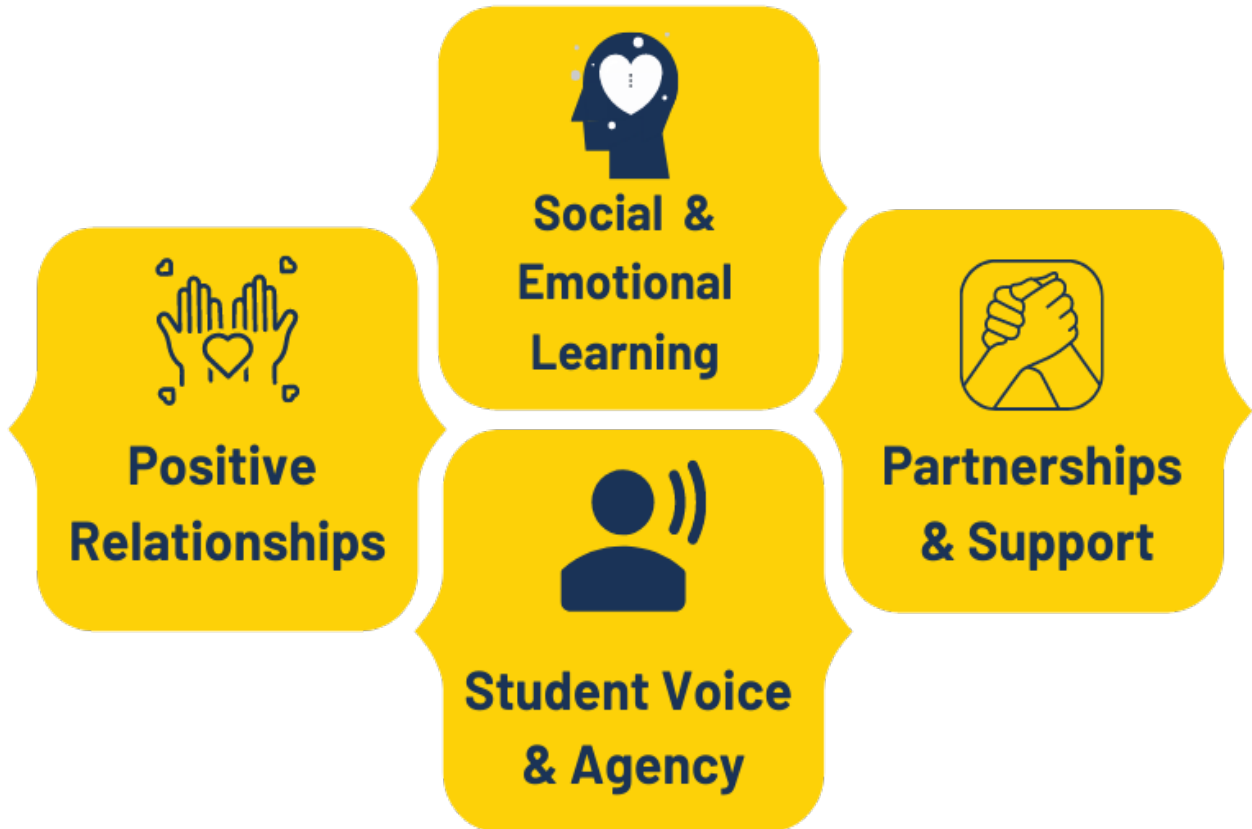 Social &
Emotional
Learning
Positive
Relationships
Partnerships
& Support
Student Voice
& Agency